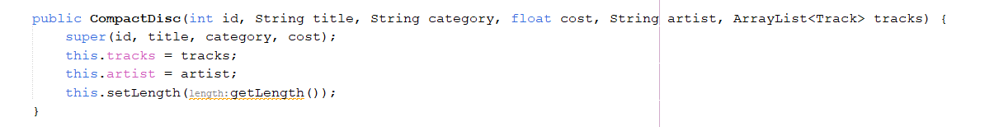 public CompactDisc(int id, String title, String category, float cost, String artist, ArrayList<Track> tracks) {
super(id, title, category, cost);
this.tracks = tracks;
this.artist = artist;
this.setLength(length:getLength());
}